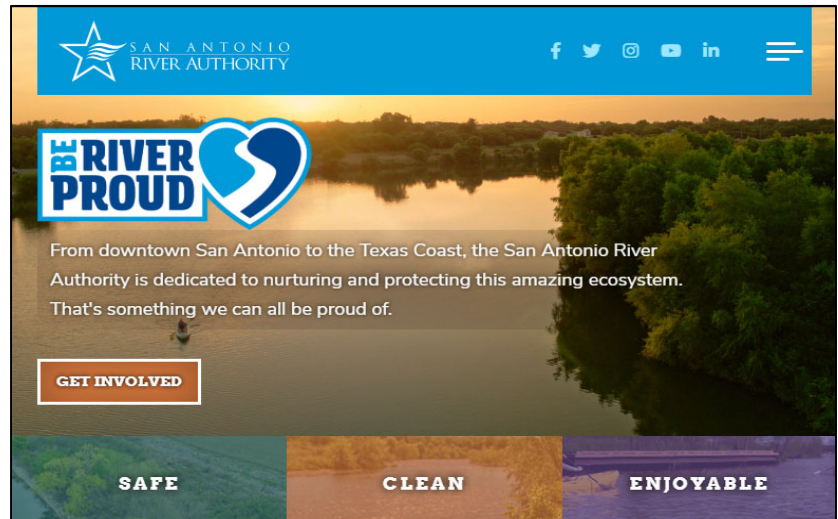 SAN ANTONIO
RIVER AUTHORITY
BE RIVER
PROUD
From downtown San Antonio to the Texas Coast, the San Antonio River
Authority is dedicated to nurturing and protecting this amazing ecosystem.
That's something we can all be proud of.
GET INVOLVED
SAFE
CLEAN
ENJOYABLE